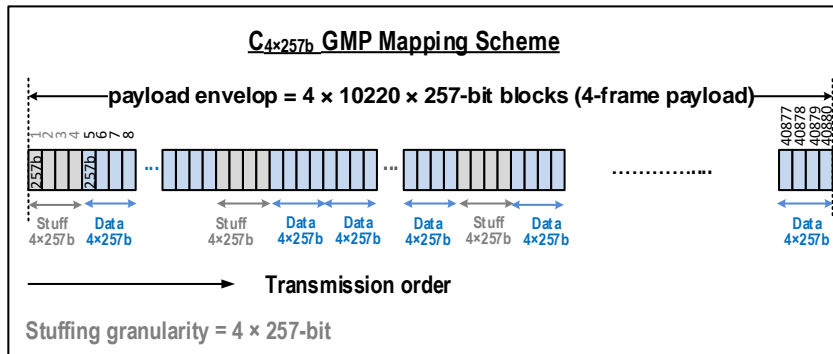 C4×257b GMP Mapping Scheme
payload envelop = 4 × 10220 × 257-bit blocks (4-frame payload)
1 2 3 4 5 6 7 8 40877 40878 40879 40880
257b 257b ... ... ...................
Stuff 4×257b
Data 4×257b
Stuff 4×257b
Data 4×257b
Data 4×257b
Data 4×257b
Stuff 4×257b
Data 4×257b
Data 4×257b
Transmission order
Stuffing granularity = 4 × 257-bit